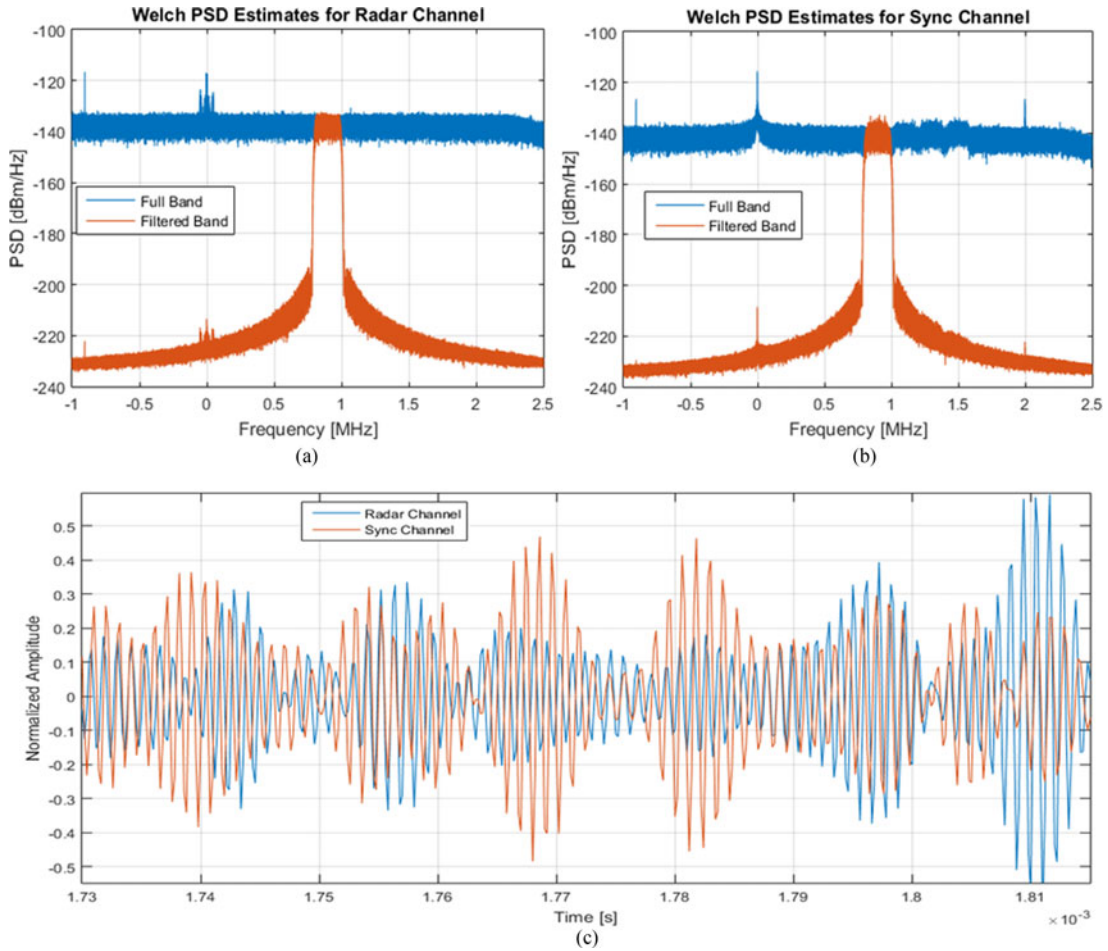 Welch PSD Estimates for Radar Channel
-100
-120
-140
-160
-180
-200
-220
-240
PSD [dBm/Hz]
Full Band
Filtered Band
-1 -0.5 0 0.5 1 1.5 2 2.5
Frequency [MHz]
(a)
Welch PSD Estimates for Sync Channel
-100
-120
-140
-160
-180
-200
-220
-240
PSD [dBm/Hz]
Full Band
Filtered Band
-1 -0.5 0 0.5 1 1.5 2 2.5
Frequency [MHz]
(b)
Radar Channel
Sync Channel
0.5
0.4
0.3
0.2
0.1
0
-0.1
-0.2
-0.3
-0.4
-0.5
Normalized Amplitude
1.73 1.74 1.75 1.76 1.77 1.78 1.79 1.8 1.81
Time [s]
× 10⁻³
(c)